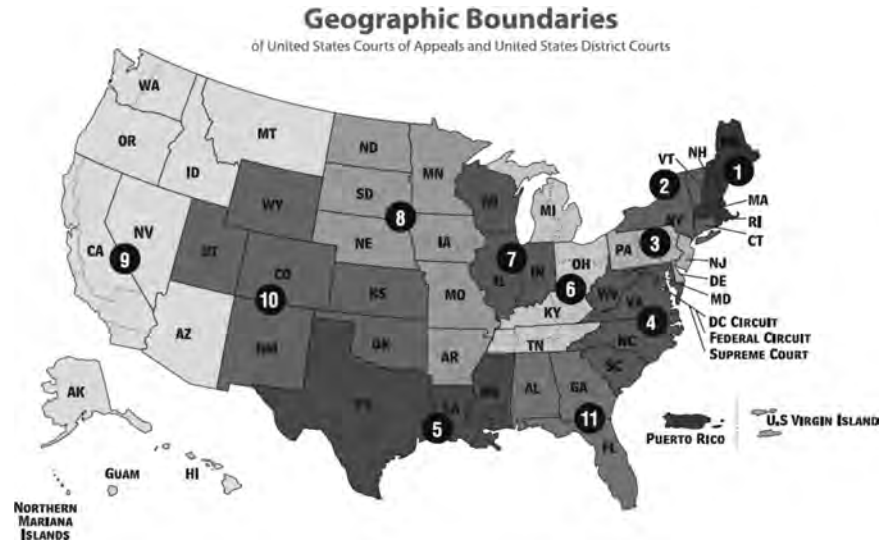 Geographic Boundaries
of United States Courts of Appeals and United States District Courts
WA
OR
ID
MT
ND
SD
MN
NE
IA
WY
NV
CA
UT
CO
AZ
NM
KS
OK
MO
AR
TX
LA
MS
AL
GA
FL
WI
IL
IN
MI
OH
KY
TN
WV
VA
NC
SC
PA
NY
VT
NH
ME
MA
RI
CT
NJ
DE
MD
DC CIRCUIT
FEDERAL CIRCUIT
SUPREME COURT
1
2
3
4
5
6
7
8
9
10
11
AK
HI
GUAM
NORTHERN
MARIANA
ISLANDS
PUERTO RICO
U.S VIRGIN ISLAND